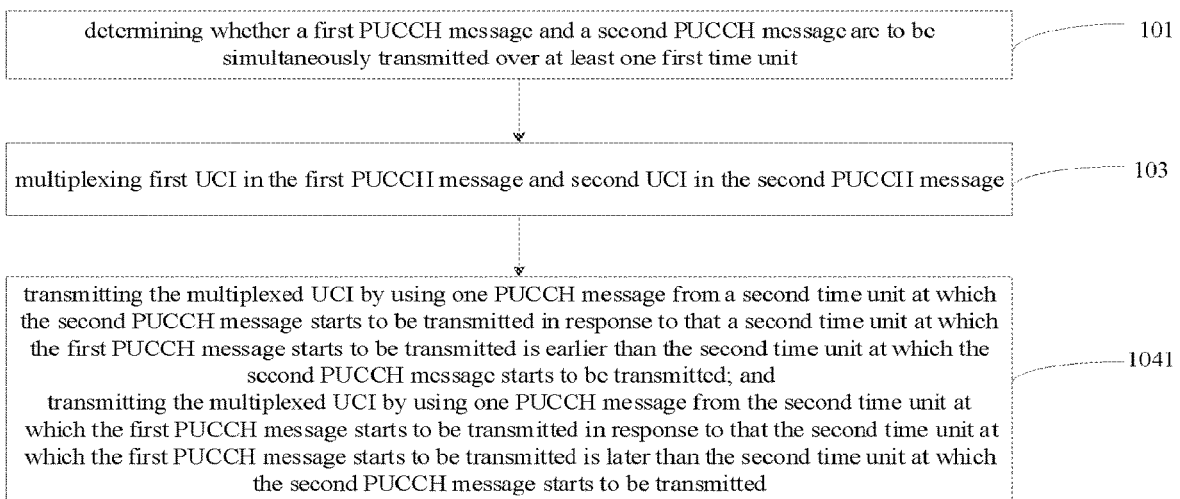 determining whether a first PUCCH message and a second PUCCH message are to be
simultaneously transmitted over at least one first time unit
101
multiplexing first UCI in the first PUCCH message and second UCI in the second PUCCH message
103
transmitting the multiplexed UCI by using one PUCCH message from a second time unit at which
the second PUCCH message starts to be transmitted in response to that a second time unit at which
the first PUCCH message starts to be transmitted is earlier than the second time unit at which the
second PUCCH message starts to be transmitted; and
transmitting the multiplexed UCI by using one PUCCH message from the second time unit at
which the first PUCCH message starts to be transmitted in response to that the second time unit at
which the first PUCCH message starts to be transmitted is later than the second time unit at which
the second PUCCH message starts to be transmitted
1041